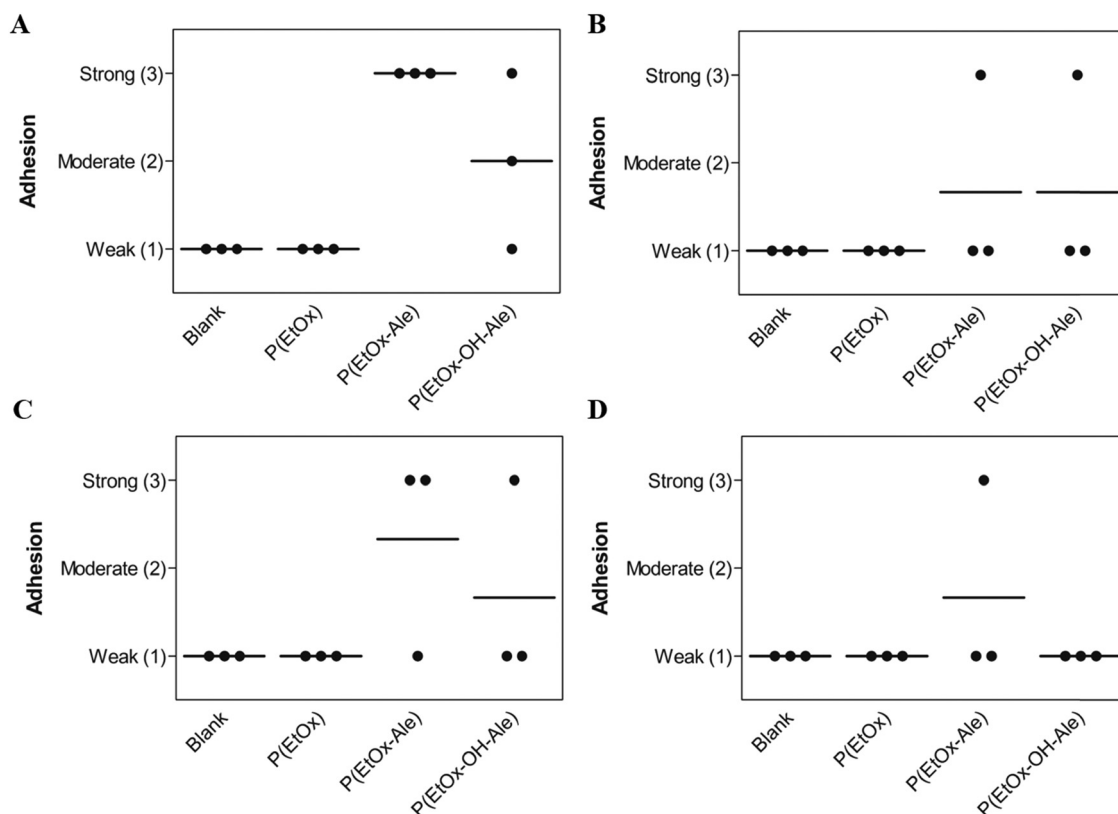 A
Adhesion
Strong (3)
Moderate (2)
Weak (1)
Blank
P(EtOx)
P(EtOx-Ale)
P(EtOx-OH-Ale)
B
Adhesion
Strong (3)
Moderate (2)
Weak (1)
Blank
P(EtOx)
P(EtOx-Ale)
P(EtOx-OH-Ale)
C
Adhesion
Strong (3)
Moderate (2)
Weak (1)
Blank
P(EtOx)
P(EtOx-Ale)
P(EtOx-OH-Ale)
D
Adhesion
Strong (3)
Moderate (2)
Weak (1)
Blank
P(EtOx)
P(EtOx-Ale)
P(EtOx-OH-Ale)